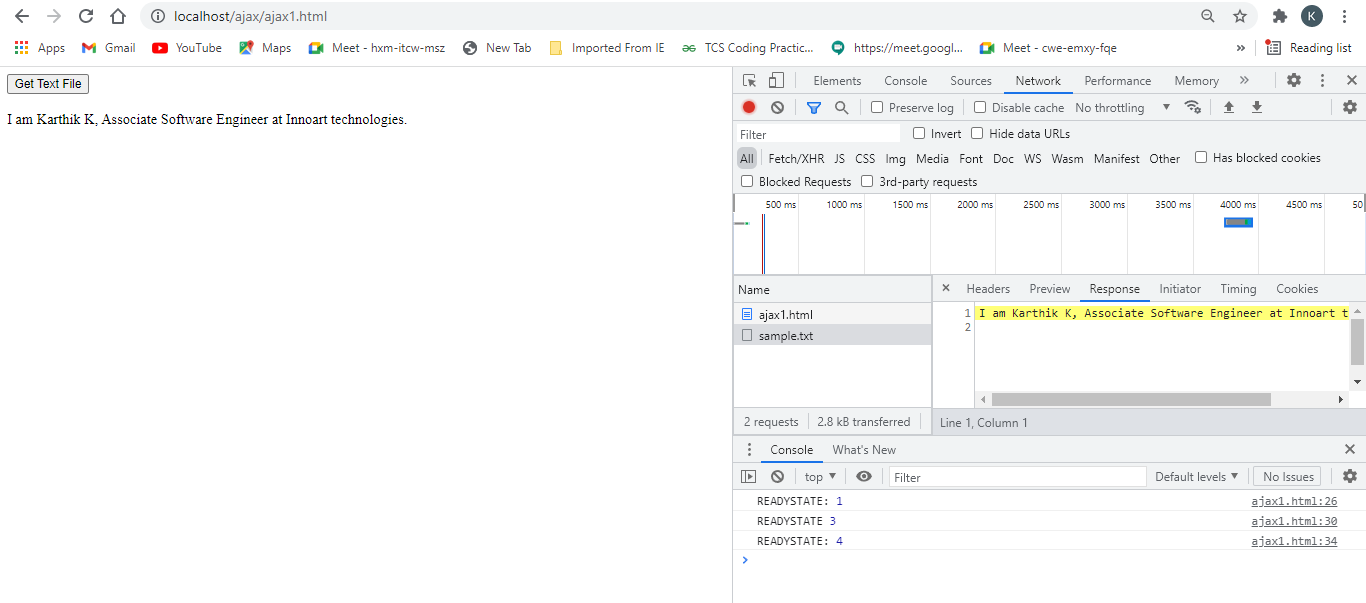 localhost/ajax/ajax1.html K
Apps Gmail YouTube Maps Meet - hxm-itcw-msz New Tab Imported From IE TCS Coding Practic... https://meet.googl... Meet - cwe-emxy-fqe » Reading list
Get Text File
I am Karthik K, Associate Software Engineer at Innoart technologies.
Elements Console Sources Network Performance Memory »
Preserve log Disable cache No throttling
Filter Invert Hide data URLs
All Fetch/XHR JS CSS Img Media Font Doc WS Wasm Manifest Other Has blocked cookies
Blocked Requests 3rd-party requests
500 ms 1000 ms 1500 ms 2000 ms 2500 ms 3000 ms 3500 ms 4000 ms 4500 ms 50
Name
ajax1.html
sample.txt
2 requests 2.8 kB transferred
Headers Preview Response Initiator Timing Cookies
1 I am Karthik K, Associate Software Engineer at Innoart t
2
Line 1, Column 1
Console What's New
top Filter Default levels No Issues
READYSTATE: 1 ajax1.html:26
READYSTATE 3 ajax1.html:30
READYSTATE: 4 ajax1.html:34